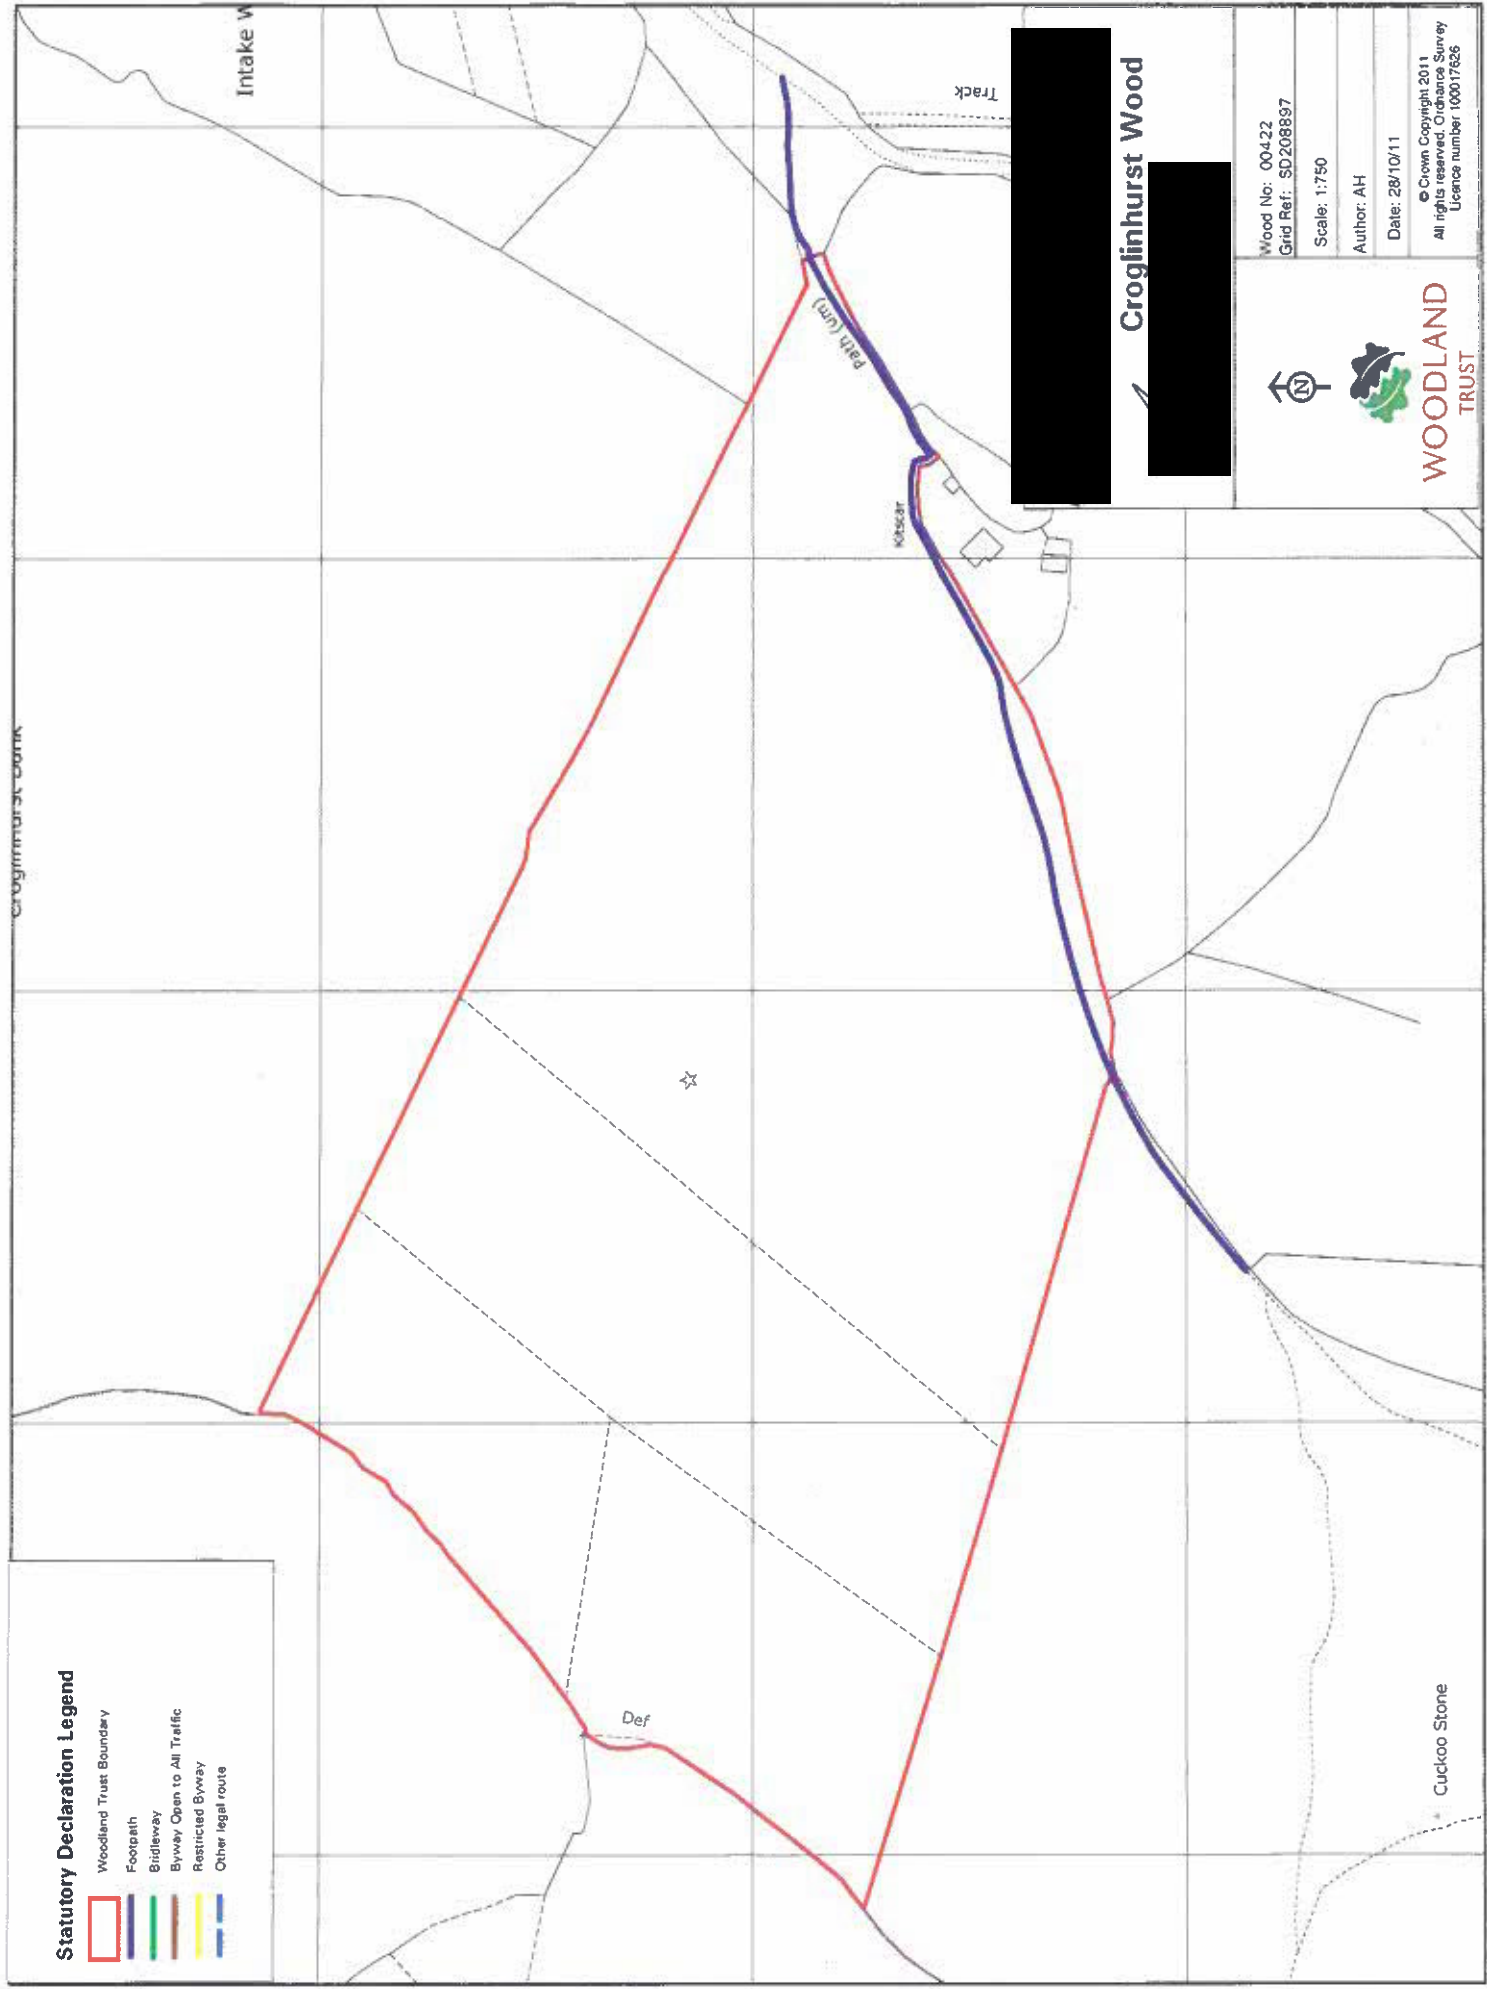 Statutory Declaration Legend
Woodland Trust Boundary
Footpath
Bridleway
Byway Open to All Traffic
Restricted Byway
Other legal route
Croglinhurst Bank
Intake W
Track
Path (um)
Kitscar
Def
Cuckoo Stone
Croglinhurst Wood
N
WOODLAND
TRUST
Wood No: 00422
Grid Ref: SD208897
Scale: 1:750
Author: AH
Date: 28/10/11
© Crown Copyright 2011
All rights reserved. Ordnance Survey
Licence number 100017626